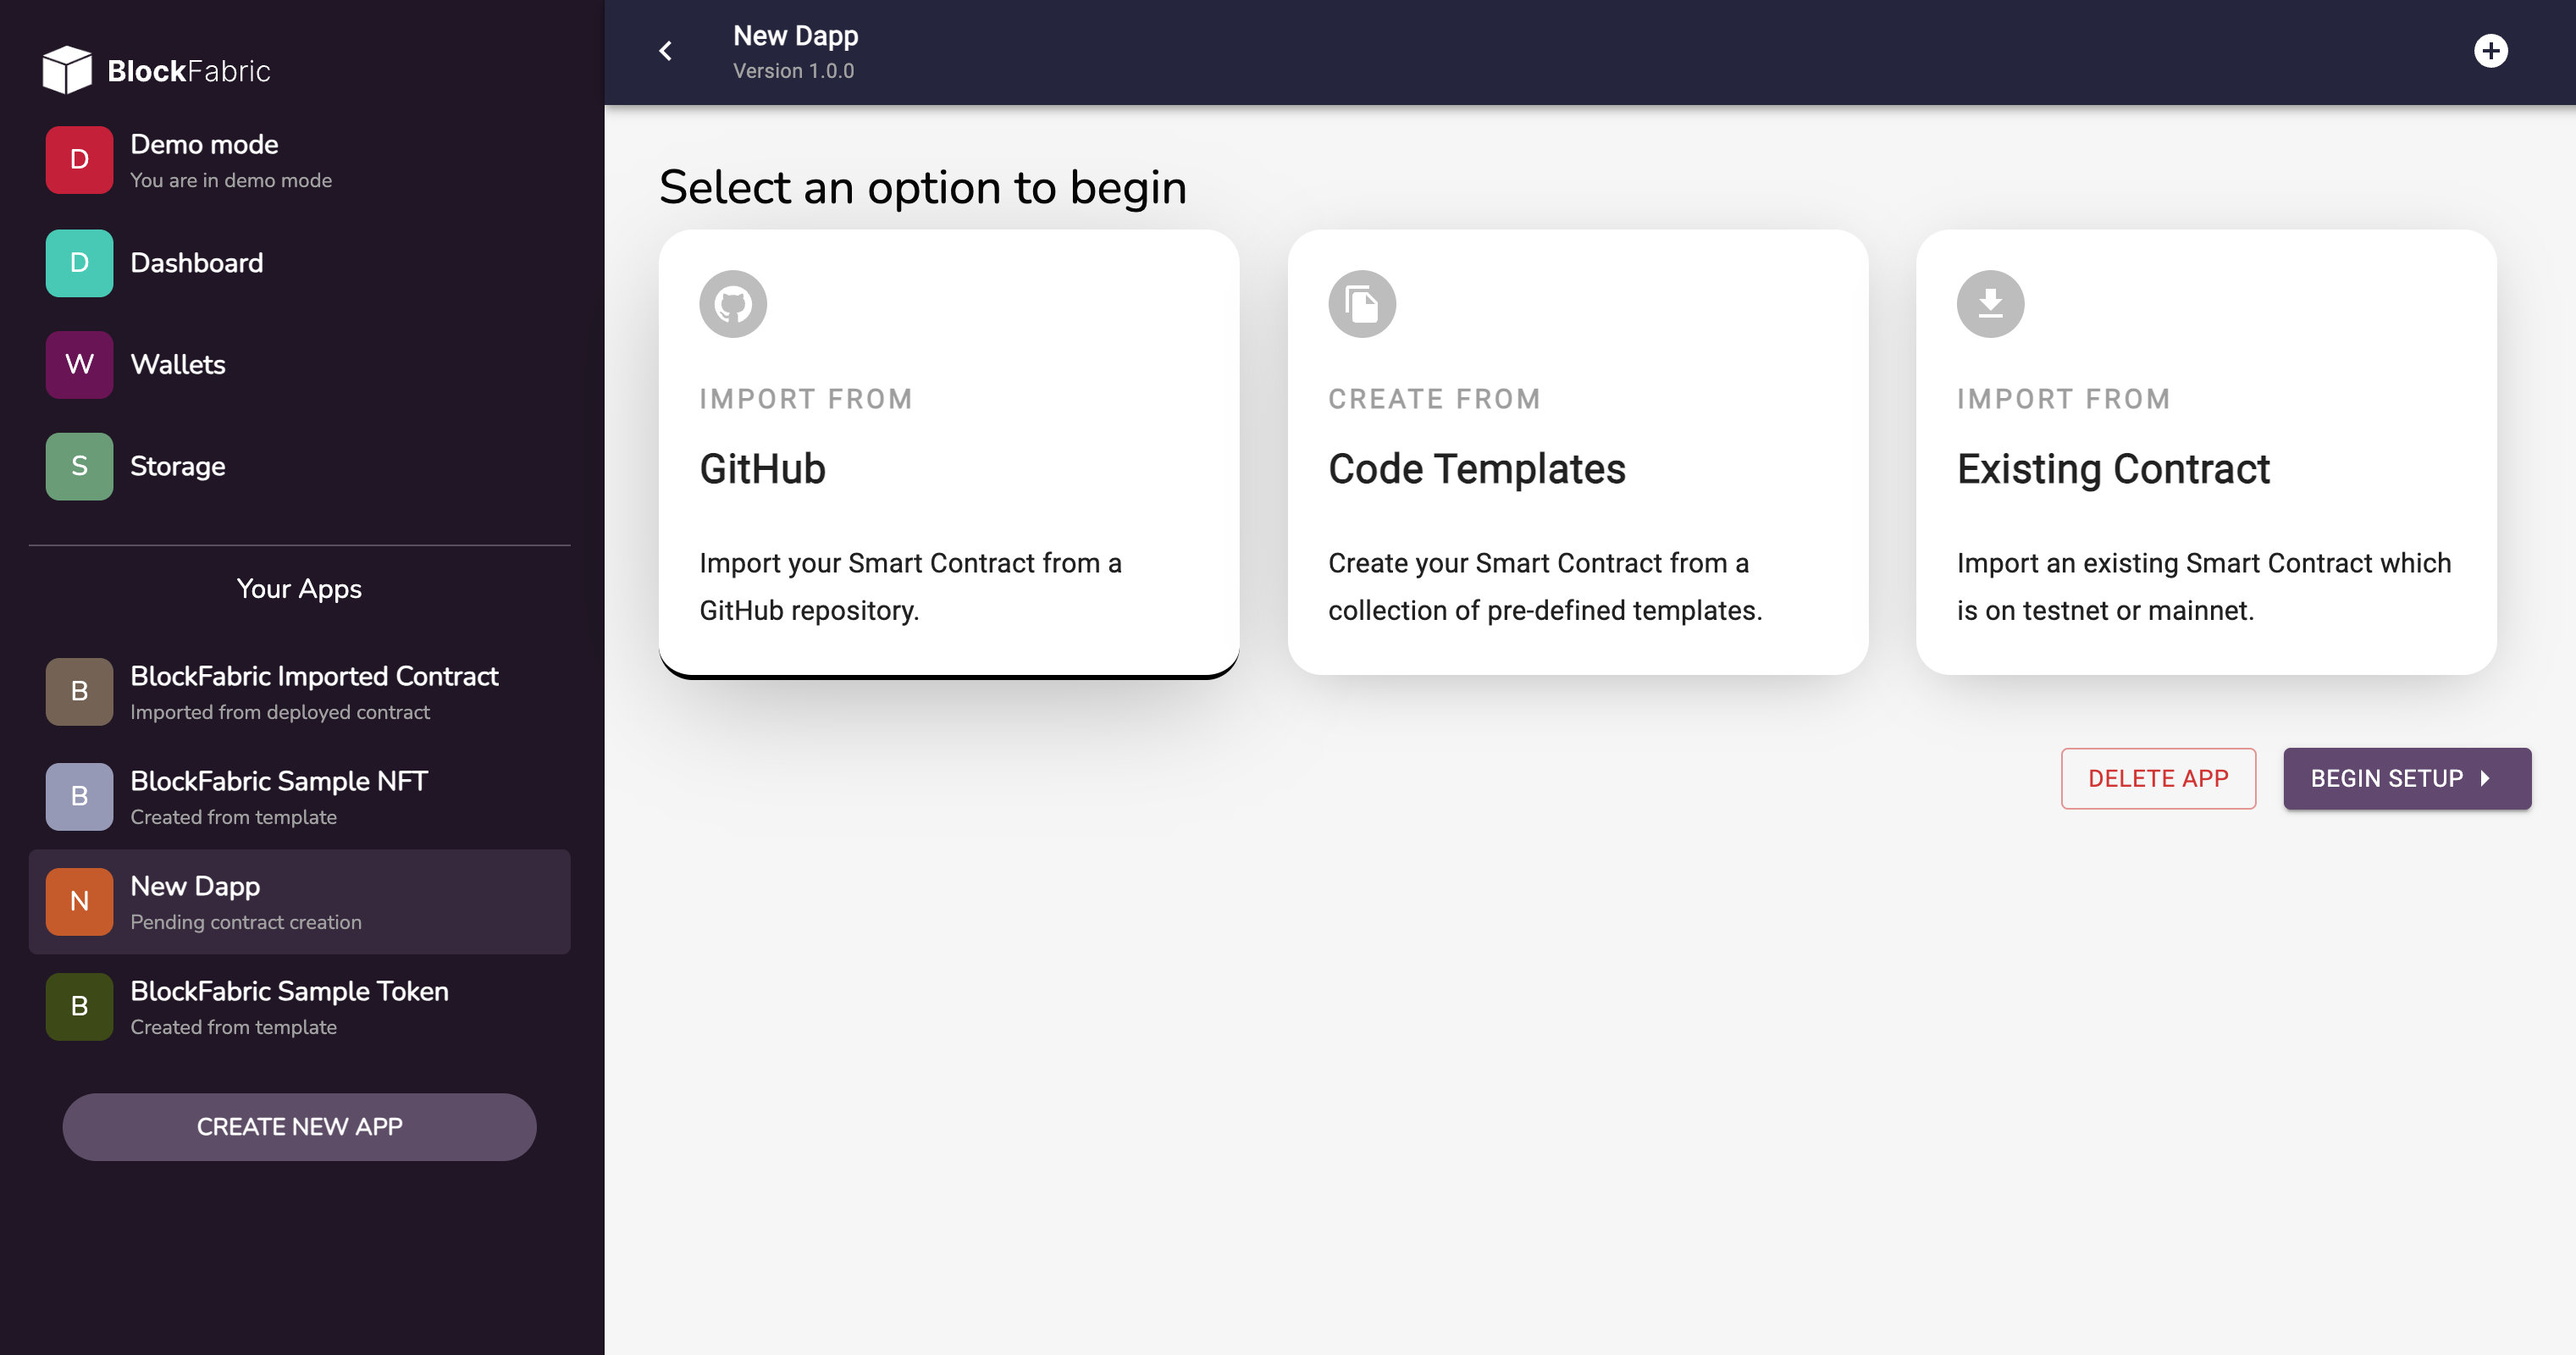 BlockFabric
D
Demo mode
You are in demo mode
D
Dashboard
W
Wallets
S
Storage
Your Apps
B
BlockFabric Imported Contract
Imported from deployed contract
B
BlockFabric Sample NFT
Created from template
N
New Dapp
Pending contract creation
B
BlockFabric Sample Token
Created from template
CREATE NEW APP
New Dapp
Version 1.0.0
Select an option to begin
IMPORT FROM
GitHub
Import your Smart Contract from a
GitHub repository.
CREATE FROM
Code Templates
Create your Smart Contract from a
collection of pre-defined templates.
IMPORT FROM
Existing Contract
Import an existing Smart Contract which
is on testnet or mainnet.
DELETE APP
BEGIN SETUP